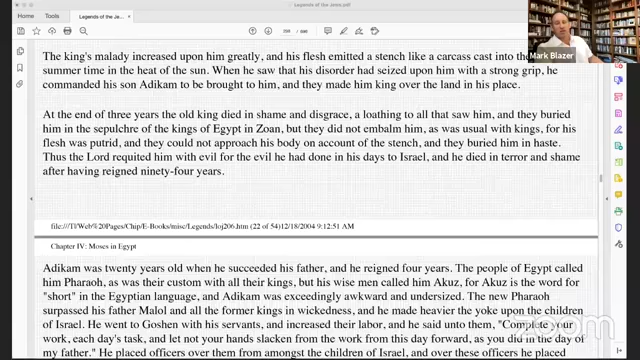 Legends of the Jews.pdf
Home
Tools
Legends of the Je...
Mark Blazer
The king's malady increased upon him greatly, and his flesh emitted a stench like a carcass cast into the
summer time in the heat of the sun. When he saw that his disorder had seized upon him with a strong grip, he
commanded his son Adikam to be brought to him, and they made him king over the land in his place.
At the end of three years the old king died in shame and disgrace, a loathing to all that saw him, and they buried
him in the sepulchre of the kings of Egypt in Zoan, but they did not embalm him, as was usual with kings, for his
flesh was putrid, and they could not approach his body on account of the stench, and they buried him in haste.
Thus the Lord requited him with evil for the evil he had done in his days to Israel, and he died in terror and shame
after having reigned ninety-four years.
file:///T|/Web%20Pages/Chip/E-Books/misc/Legends/loj206.htm (22 of 54)12/18/2004 9:12:51 AM
Chapter IV: Moses in Egypt
Adikam was twenty years old when he succeeded his father, and he reigned four years. The people of Egypt called
him Pharaoh, as was their custom with all their kings, but his wise men called him Akuz, for Akuz is the word for
"short" in the Egyptian language, and Adikam was exceedingly awkward and undersized. The new Pharaoh
surpassed his father Malol and all the former kings in wickedness, and he made heavier the yoke upon the children
of Israel. He went to Goshen with his servants, and increased their labor, and he said unto them, "Complete your
work, each day's task, and let not your hands slacken from the work from this day forward, as you did in the day of
my father." He placed officers over them from amongst the children of Israel, and over these officers he placed
zoom